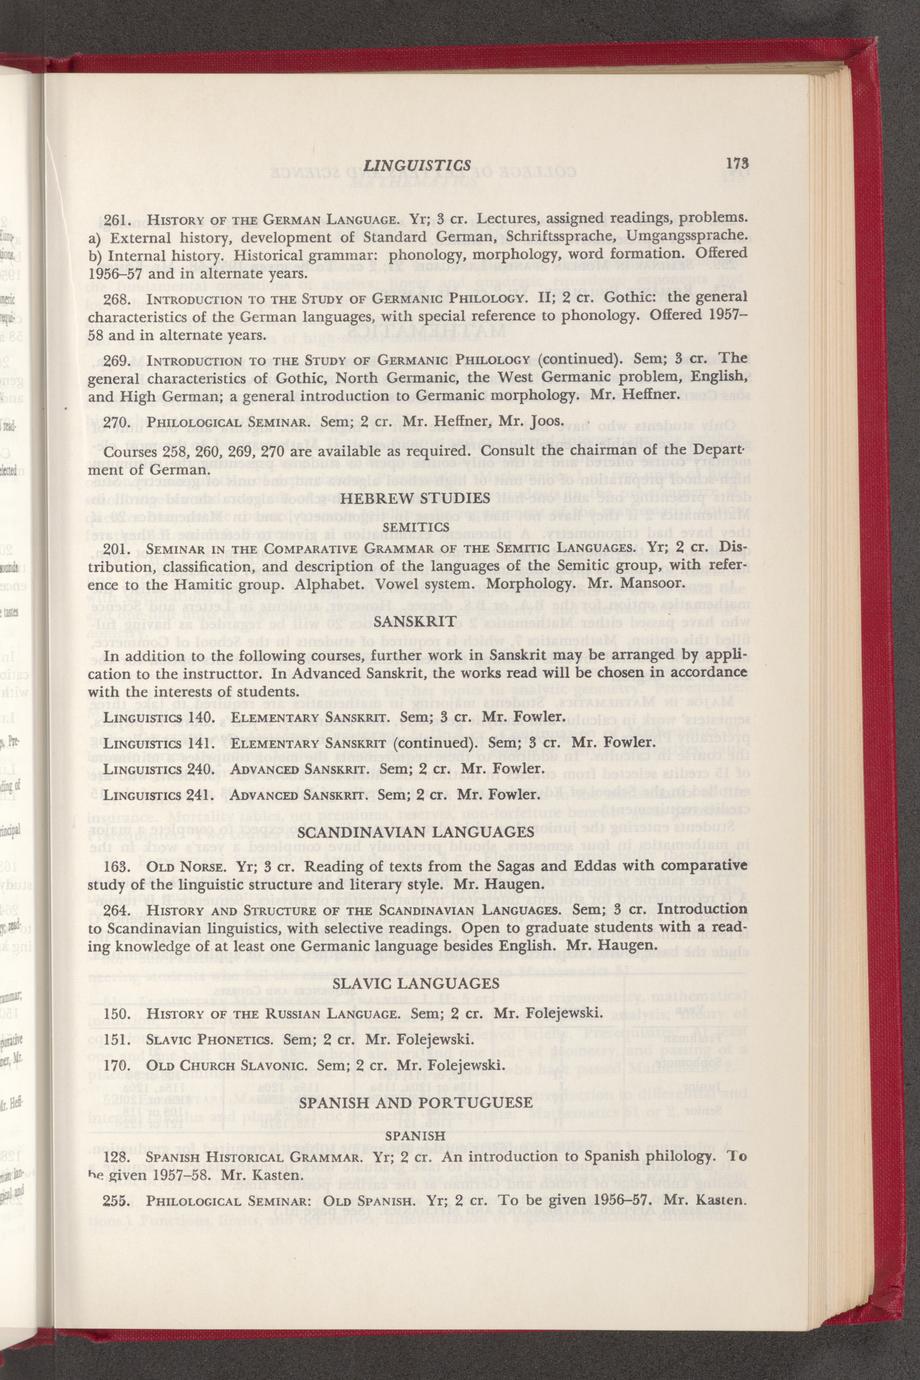 LINGUISTICS 173
261. HISTORY OF THE GERMAN LANGUAGE. Yr; 3 cr. Lectures, assigned readings, problems.
a) External history, development of Standard German, Schriftssprache, Umgangssprache.
b) Internal history. Historical grammar: phonology, morphology, word formation. Offered
1956–57 and in alternate years.
268. INTRODUCTION TO THE STUDY OF GERMANIC PHILOLOGY. II; 2 cr. Gothic: the general
characteristics of the German languages, with special reference to phonology. Offered 1957–
58 and in alternate years.
269. INTRODUCTION TO THE STUDY OF GERMANIC PHILOLOGY (continued). Sem; 3 cr. The
general characteristics of Gothic, North Germanic, the West Germanic problem, English,
and High German; a general introduction to Germanic morphology. Mr. Heffner.
270. PHILOLOGICAL SEMINAR. Sem; 2 cr. Mr. Heffner, Mr. Joos.
Courses 258, 260, 269, 270 are available as required. Consult the chairman of the Depart-
ment of German.
HEBREW STUDIES
SEMITICS
201. SEMINAR IN THE COMPARATIVE GRAMMAR OF THE SEMITIC LANGUAGES. Yr; 2 cr. Dis-
tribution, classification, and description of the languages of the Semitic group, with refer-
ence to the Hamitic group. Alphabet. Vowel system. Morphology. Mr. Mansoor.
SANSKRIT
In addition to the following courses, further work in Sanskrit may be arranged by appli-
cation to the instructtor. In Advanced Sanskrit, the works read will be chosen in accordance
with the interests of students.
LINGUISTICS 140. ELEMENTARY SANSKRIT. Sem; 3 cr. Mr. Fowler.
LINGUISTICS 141. ELEMENTARY SANSKRIT (continued). Sem; 3 cr. Mr. Fowler.
LINGUISTICS 240. ADVANCED SANSKRIT. Sem; 2 cr. Mr. Fowler.
LINGUISTICS 241. ADVANCED SANSKRIT. Sem; 2 cr. Mr. Fowler.
SCANDINAVIAN LANGUAGES
163. OLD NORSE. Yr; 3 cr. Reading of texts from the Sagas and Eddas with comparative
study of the linguistic structure and literary style. Mr. Haugen.
264. HISTORY AND STRUCTURE OF THE SCANDINAVIAN LANGUAGES. Sem; 3 cr. Introduction
to Scandinavian linguistics, with selective readings. Open to graduate students with a read-
ing knowledge of at least one Germanic language besides English. Mr. Haugen.
SLAVIC LANGUAGES
150. HISTORY OF THE RUSSIAN LANGUAGE. Sem; 2 cr. Mr. Folejewski.
151. SLAVIC PHONETICS. Sem; 2 cr. Mr. Folejewski.
170. OLD CHURCH SLAVONIC. Sem; 2 cr. Mr. Folejewski.
SPANISH AND PORTUGUESE
SPANISH
128. SPANISH HISTORICAL GRAMMAR. Yr; 2 cr. An introduction to Spanish philology. To
be given 1957–58. Mr. Kasten.
255. PHILOLOGICAL SEMINAR: OLD SPANISH. Yr; 2 cr. To be given 1956–57. Mr. Kasten.